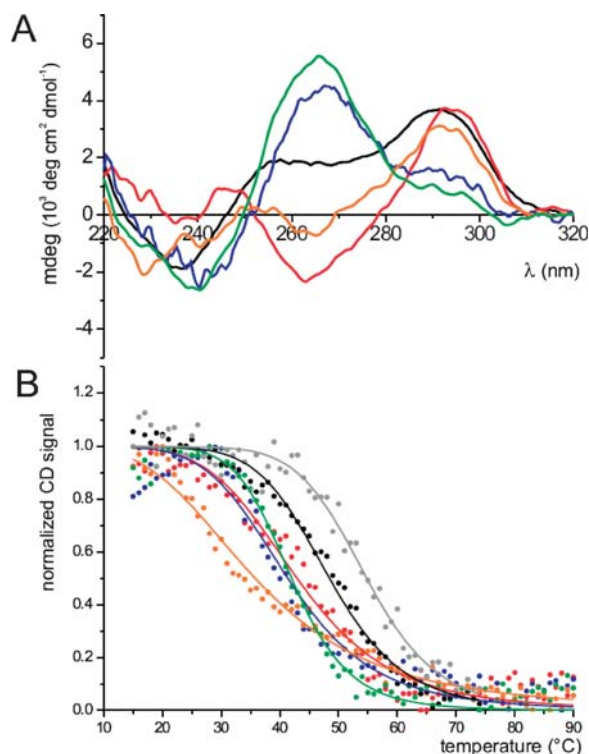 A
6
4
2
0
-2
-4
mdeg (10³ deg cm² dmol⁻¹)
220 240 260 280 300 320
λ (nm)
B
1.2
1.0
0.8
0.6
0.4
0.2
0.0
normalized CD signal
10 20 30 40 50 60 70 80 90
temperature (°C)